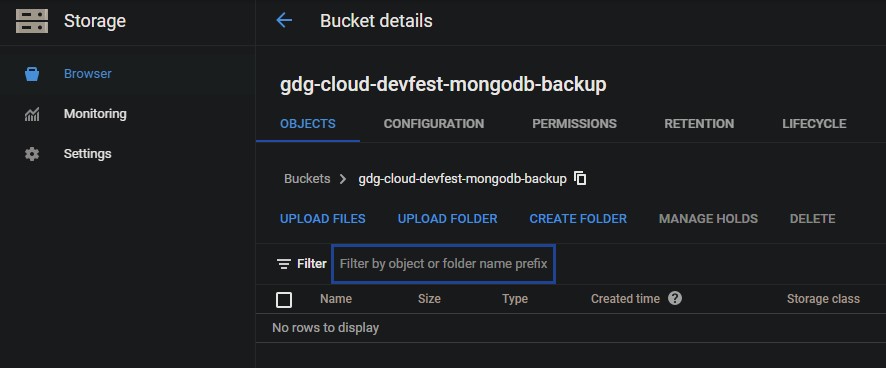 Storage
Bucket details
Browser
Monitoring
Settings
gdg-cloud-devfest-mongodb-backup
OBJECTS CONFIGURATION PERMISSIONS RETENTION LIFECYCLE
Buckets > gdg-cloud-devfest-mongodb-backup
UPLOAD FILES UPLOAD FOLDER CREATE FOLDER MANAGE HOLDS DELETE
Filter Filter by object or folder name prefix
Name Size Type Created time ? Storage class
No rows to display